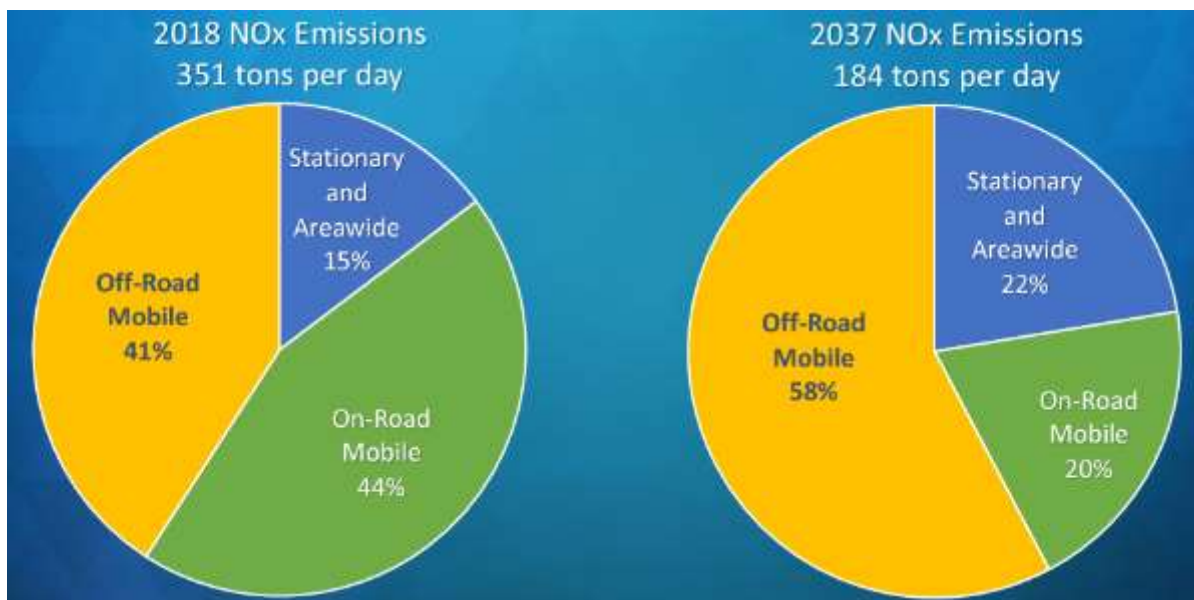 2018 NOx Emissions
351 tons per day
Stationary
and
Areawide
15%
Off-Road
Mobile
41%
On-Road
Mobile
44%
2037 NOx Emissions
184 tons per day
Stationary
and
Areawide
22%
Off-Road
Mobile
58%
On-Road
Mobile
20%